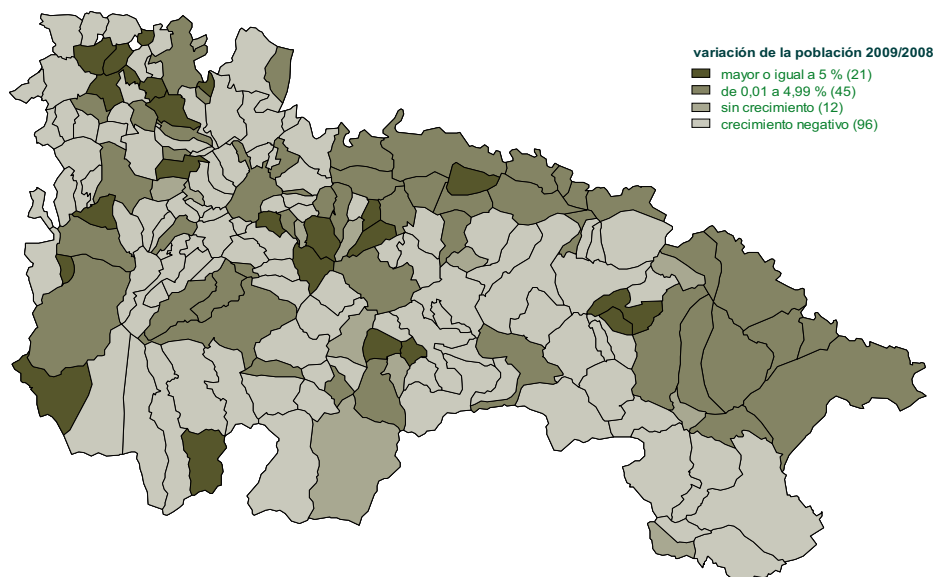 variación de la población 2009/2008
mayor o igual a 5 % (21)
de 0,01 a 4,99 % (45)
sin crecimiento (12)
crecimiento negativo (96)